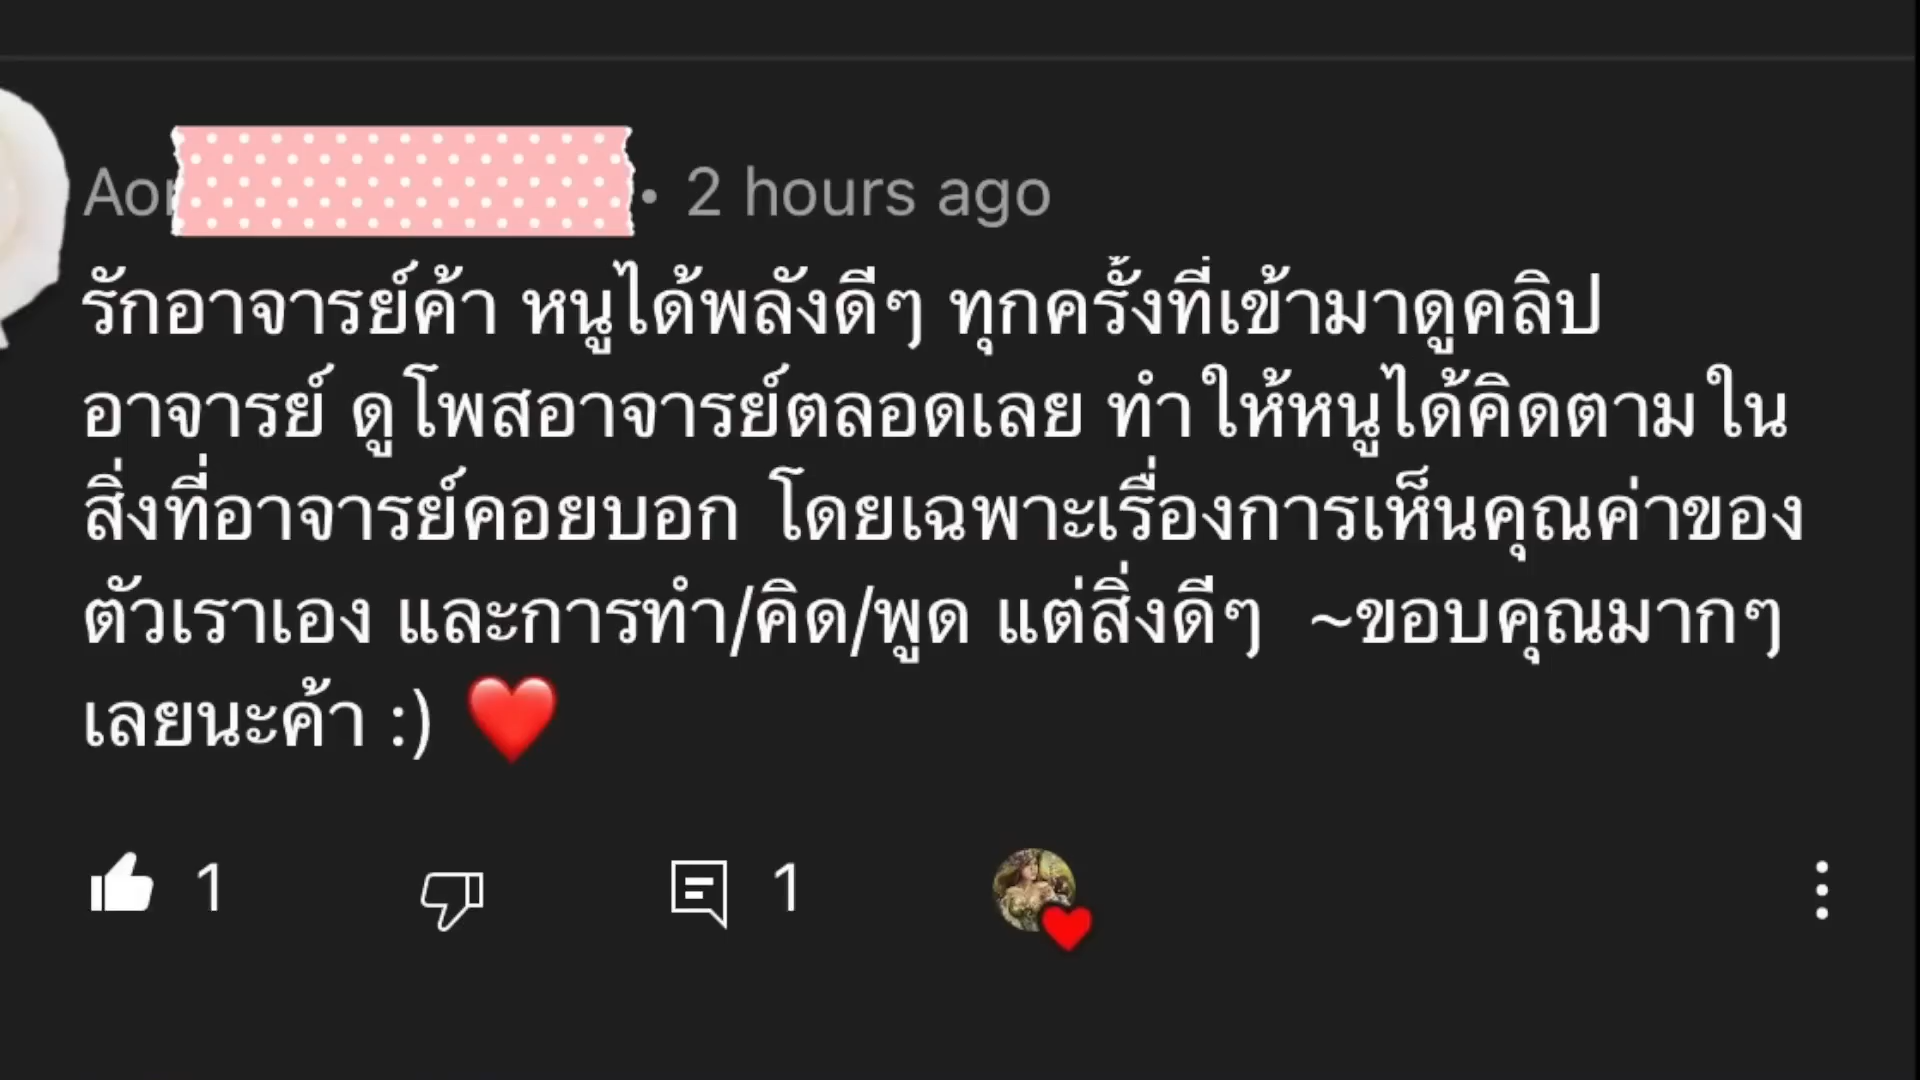 • 2 hours ago
รักอาจารย์ค้า หนูได้พลังดีๆ ทุกครั้งที่เข้ามาดูคลิป
อาจารย์ ดูโพสอาจารย์ตลอดเลย ทำให้หนูได้คิดตามใน
สิ่งที่อาจารย์คอยบอก โดยเฉพาะเรื่องการเห็นคุณค่าของ
ตัวเราเอง และการทำ/คิด/พูด แต่สิ่งดีๆ ~ขอบคุณมากๆ
เลยนะค้า :) ❤️
1 1